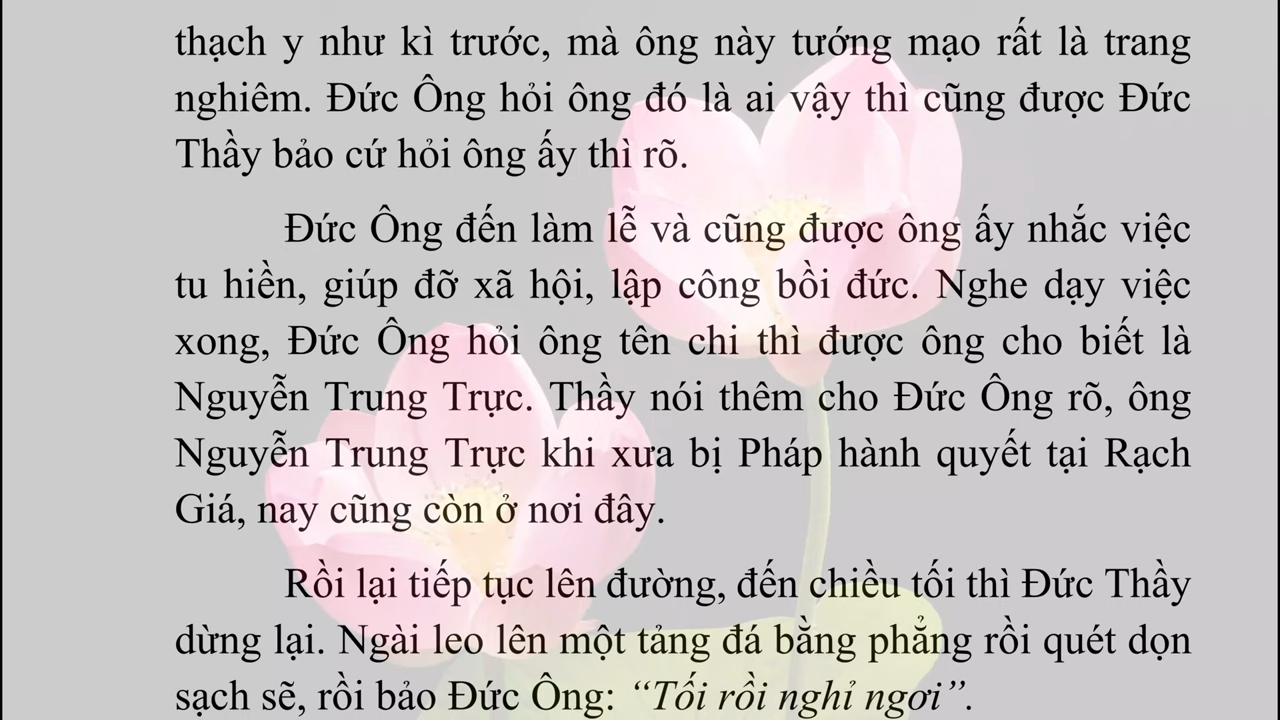 thạch y như kì trước, mà ông này tướng mạo rất là trang
nghiêm. Đức Ông hỏi ông đó là ai vậy thì cũng được Đức
Thầy bảo cứ hỏi ông ấy thì rõ.
Đức Ông đến làm lễ và cũng được ông ấy nhắc việc
tu hiền, giúp đỡ xã hội, lập công bồi đức. Nghe dạy việc
xong, Đức Ông hỏi ông tên chi thì được ông cho biết là
Nguyễn Trung Trực. Thầy nói thêm cho Đức Ông rõ, ông
Nguyễn Trung Trực khi xưa bị Pháp hành quyết tại Rạch
Giá, nay cũng còn ở nơi đây.
Rồi lại tiếp tục lên đường, đến chiều tối thì Đức Thầy
dừng lại. Ngài leo lên một tảng đá bằng phẳng rồi quét dọn
sạch sẽ, rồi bảo Đức Ông: “Tối rồi nghỉ ngơi”.